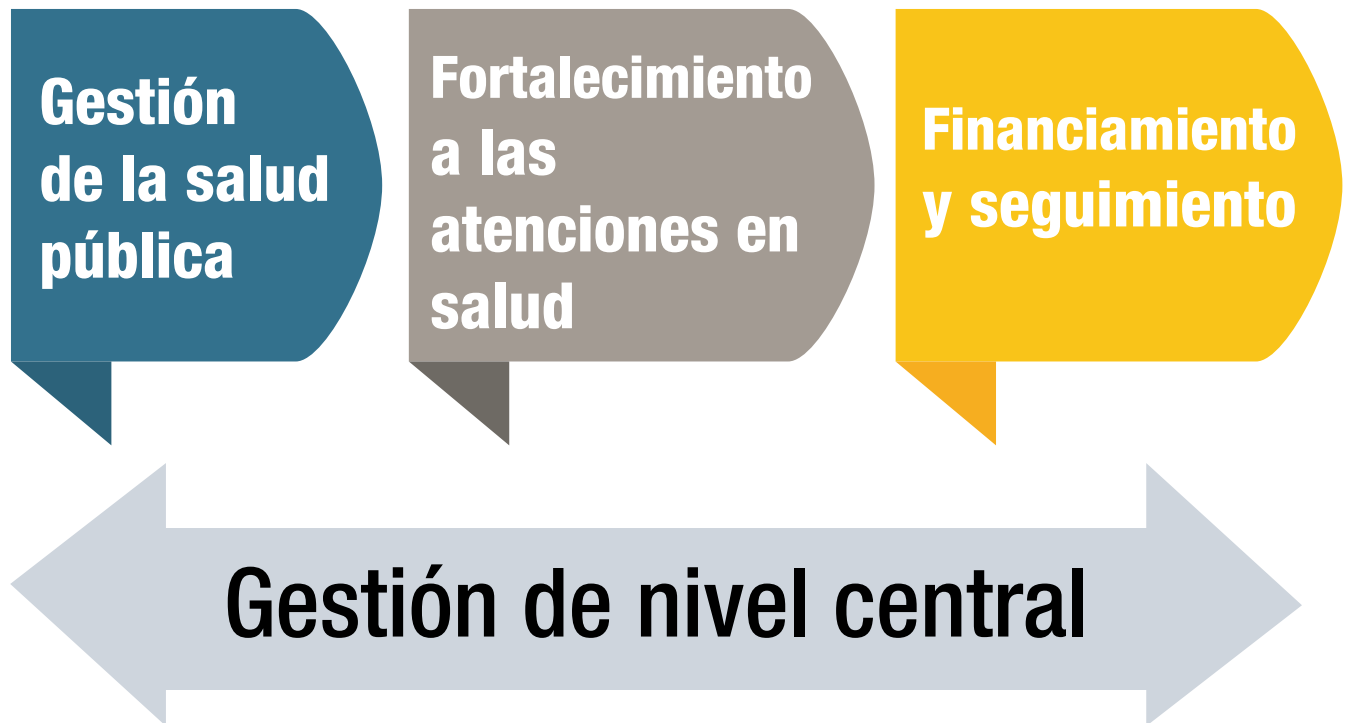 Gestión
de la salud
pública
Fortalecimiento
a las
atenciones en
salud
Financiamiento
y seguimiento
Gestión de nivel central